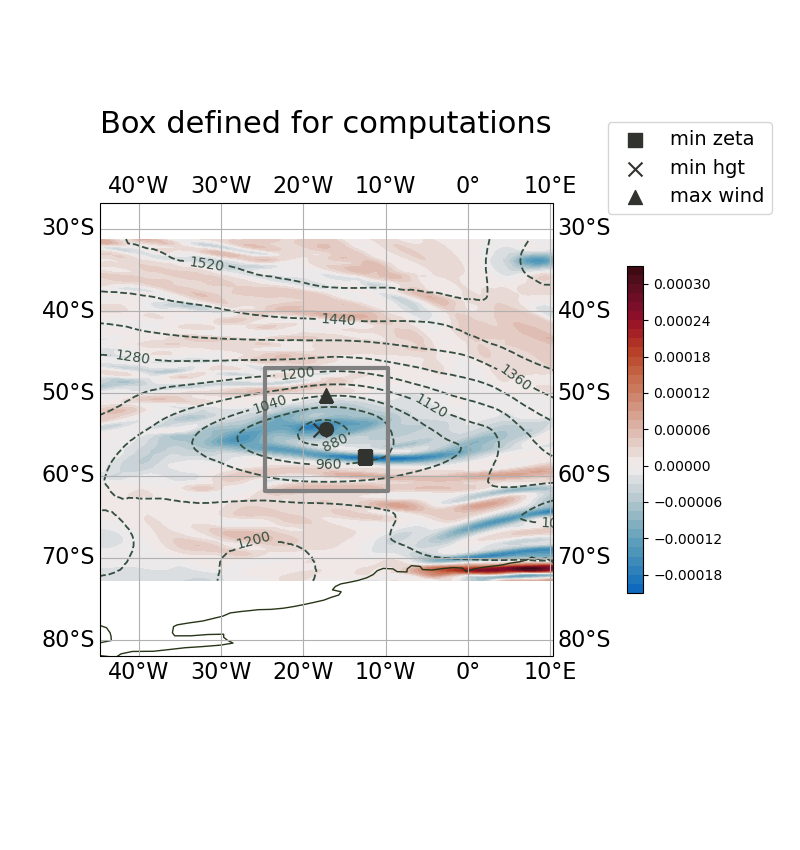 Box defined for computations
min zeta
min hgt
max wind
40°W 30°W 20°W 10°W 0° 10°E
30°S 30°S
1520
40°S 40°S
1440
1280
1360
1200
50°S 50°S
1040
1120
880
960
60°S 60°S
1200
70°S 70°S
80°S 80°S
40°W 30°W 20°W 10°W 0° 10°E
0.00030
0.00024
0.00018
0.00012
0.00006
0.00000
−0.00006
−0.00012
−0.00018